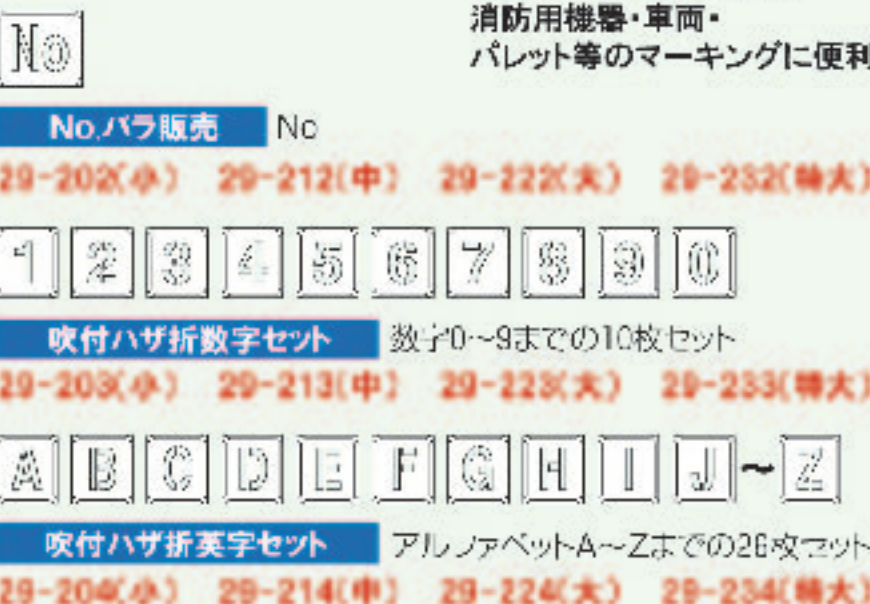 消防用機器・車両・
パレット等のマーキングに便利
No
No.バラ販売 No
29-202(小) 29-212(中) 29-222(大) 29-232(特大)
1 2 3 4 5 6 7 8 9 0
吹付ハザ折数字セット 数字0～9までの10枚セット
29-203(小) 29-213(中) 29-223(大) 29-233(特大)
A B C D E F G H I J ～ Z
吹付ハザ折英字セット アルファベットA～Zまでの26枚セット
29-204(小) 29-214(中) 29-224(大) 29-234(特大)